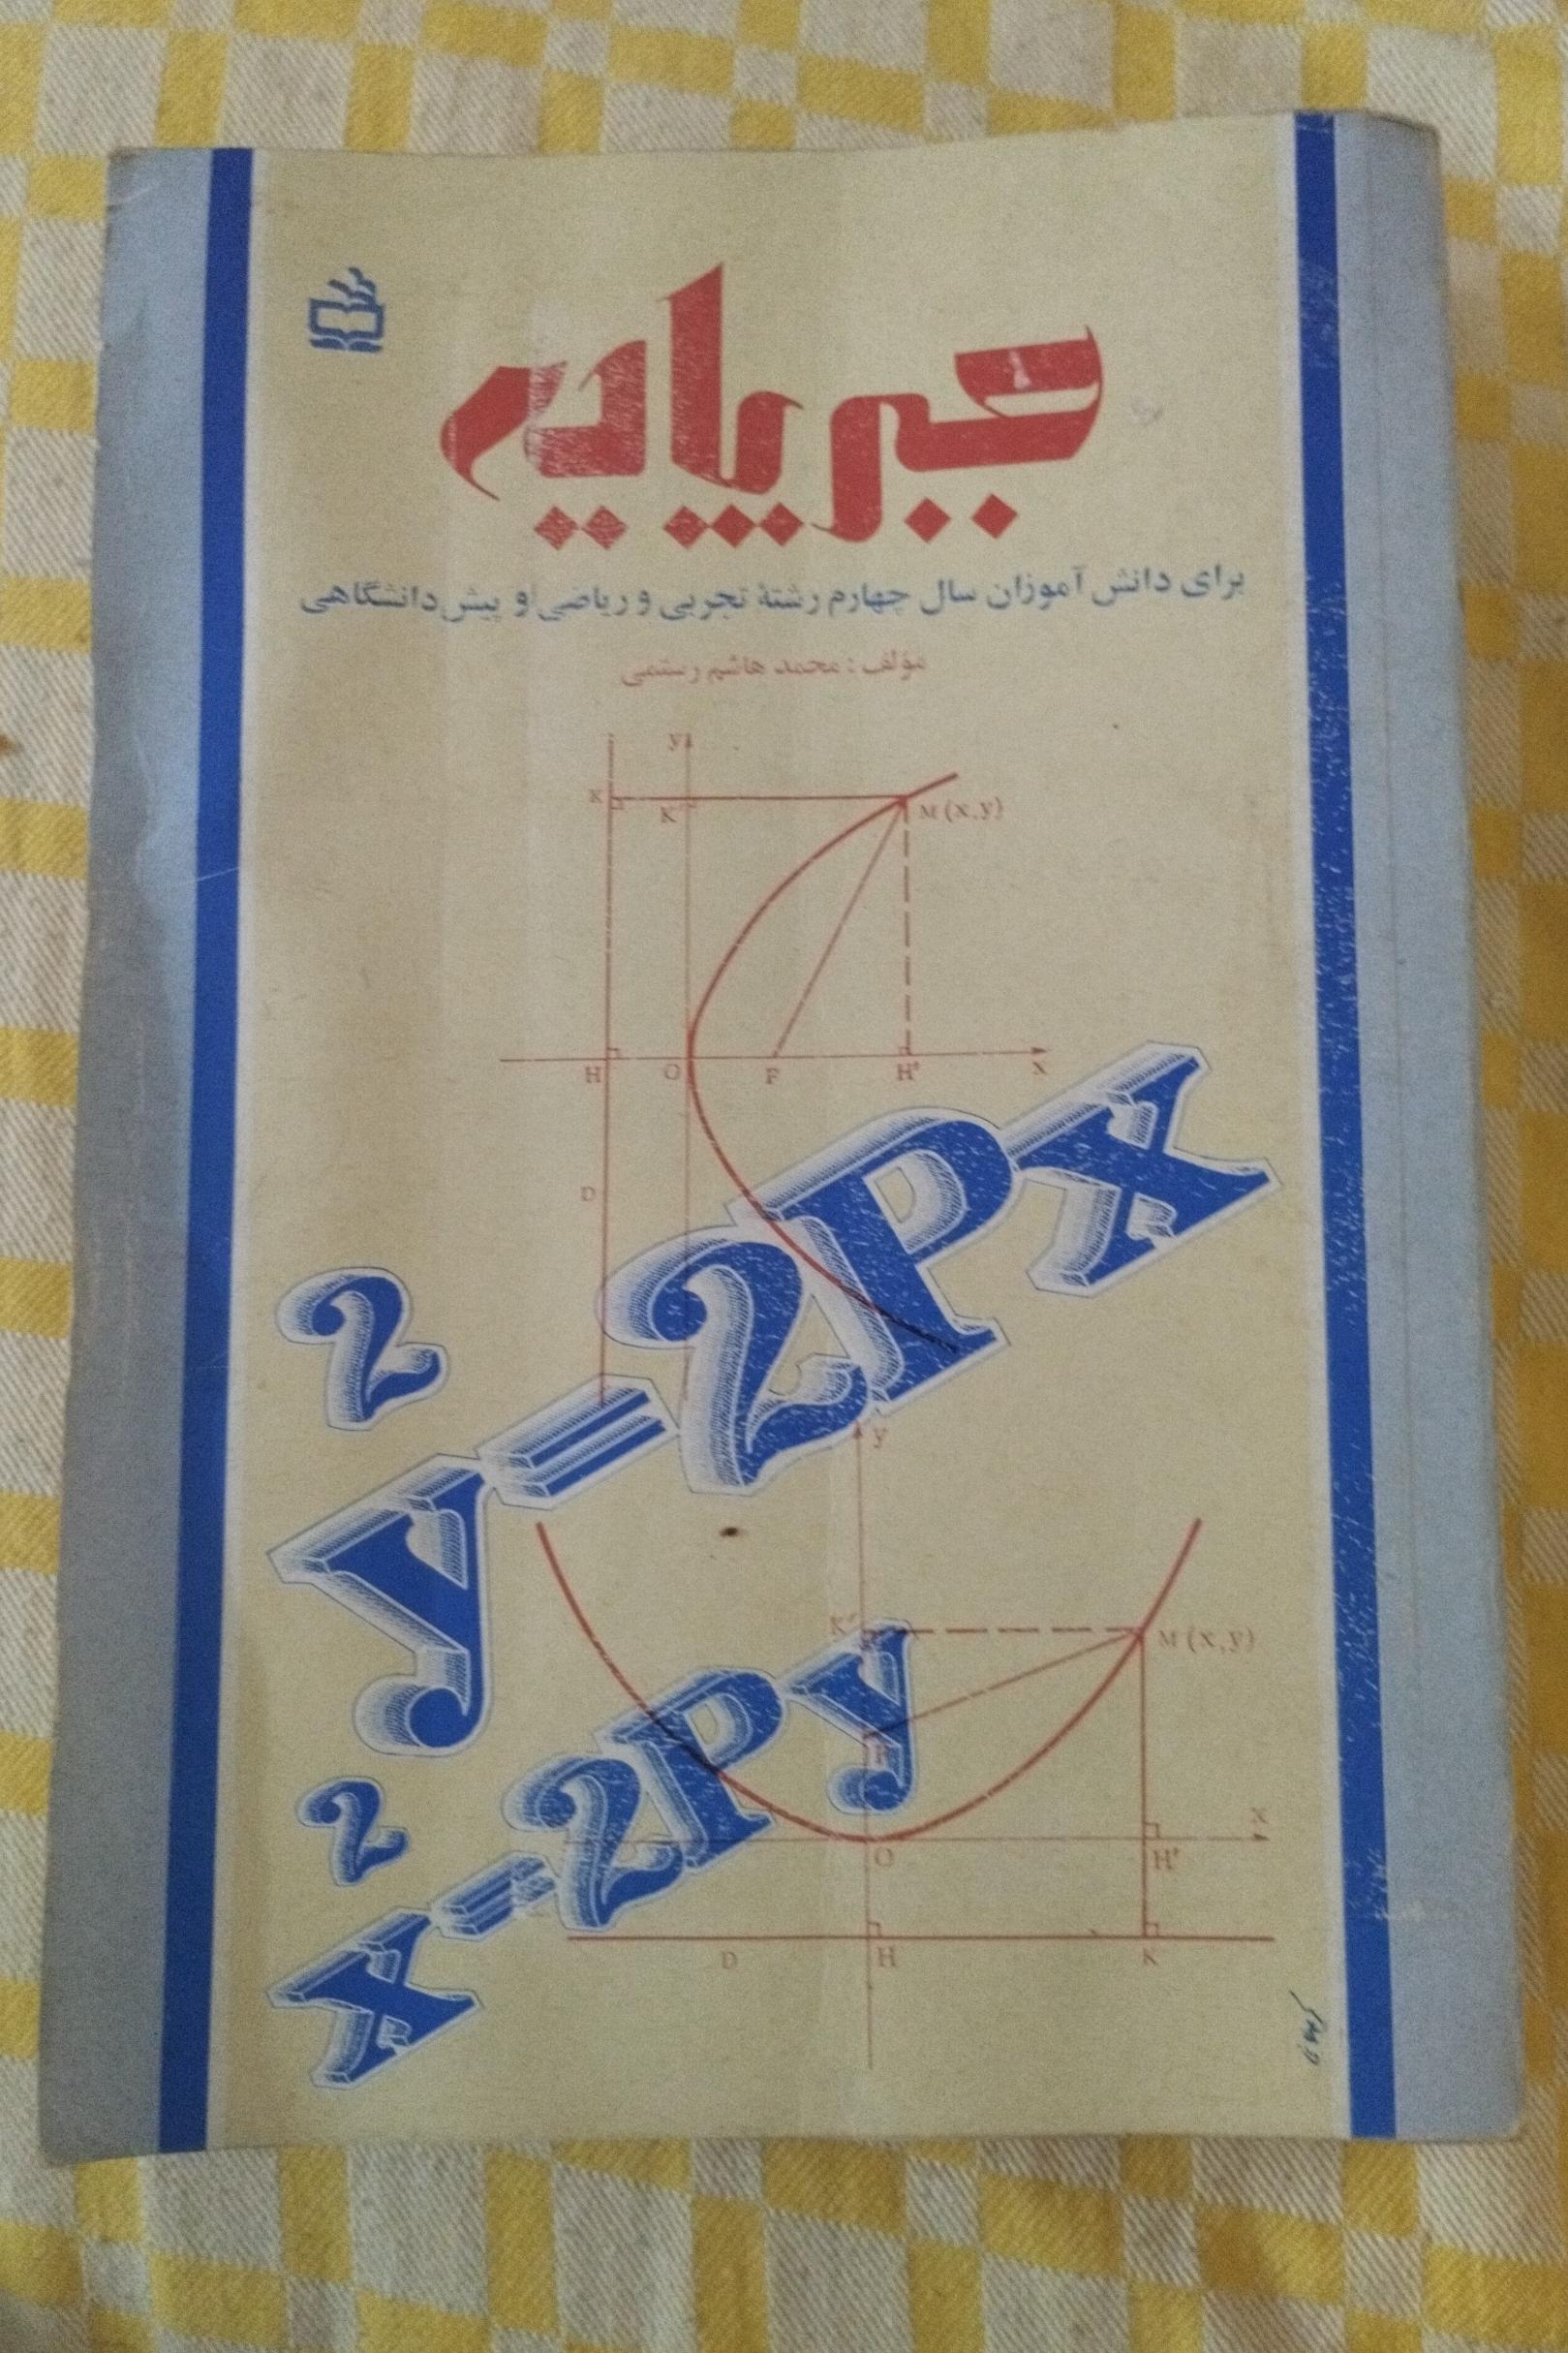 جبر پایه
برای دانش آموزان سال چهارم رشتهٔ تجربی و ریاضی و پیش دانشگاهی
مؤلف : محمد هاشم رستمی
y
K
K'
M (x,y)
H
O
F
H'
x
D
y² = 2Px
y
K'
M (x,y)
F
x² = 2Py
x
O
H'
D
H
K